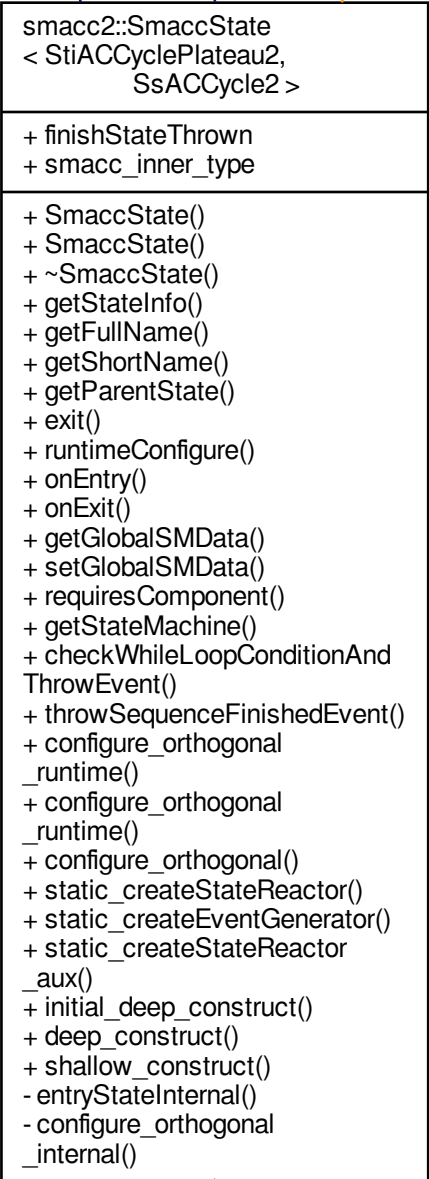 smacc2::SmaccState
< StiACCyclePlateau2,
SsACCycle2 >
+ finishStateThrown
+ smacc_inner_type
+ SmaccState()
+ SmaccState()
+ ~SmaccState()
+ getStateInfo()
+ getFullName()
+ getShortName()
+ getParentState()
+ exit()
+ runtimeConfigure()
+ onEntry()
+ onExit()
+ getGlobalSMData()
+ setGlobalSMData()
+ requiresComponent()
+ getStateMachine()
+ checkWhileLoopConditionAnd
ThrowEvent()
+ throwSequenceFinishedEvent()
+ configure_orthogonal
_runtime()
+ configure_orthogonal
_runtime()
+ configure_orthogonal()
+ static_createStateReactor()
+ static_createEventGenerator()
+ static_createStateReactor
_aux()
+ initial_deep_construct()
+ deep_construct()
+ shallow_construct()
- entryStateInternal()
- configure_orthogonal
_internal()